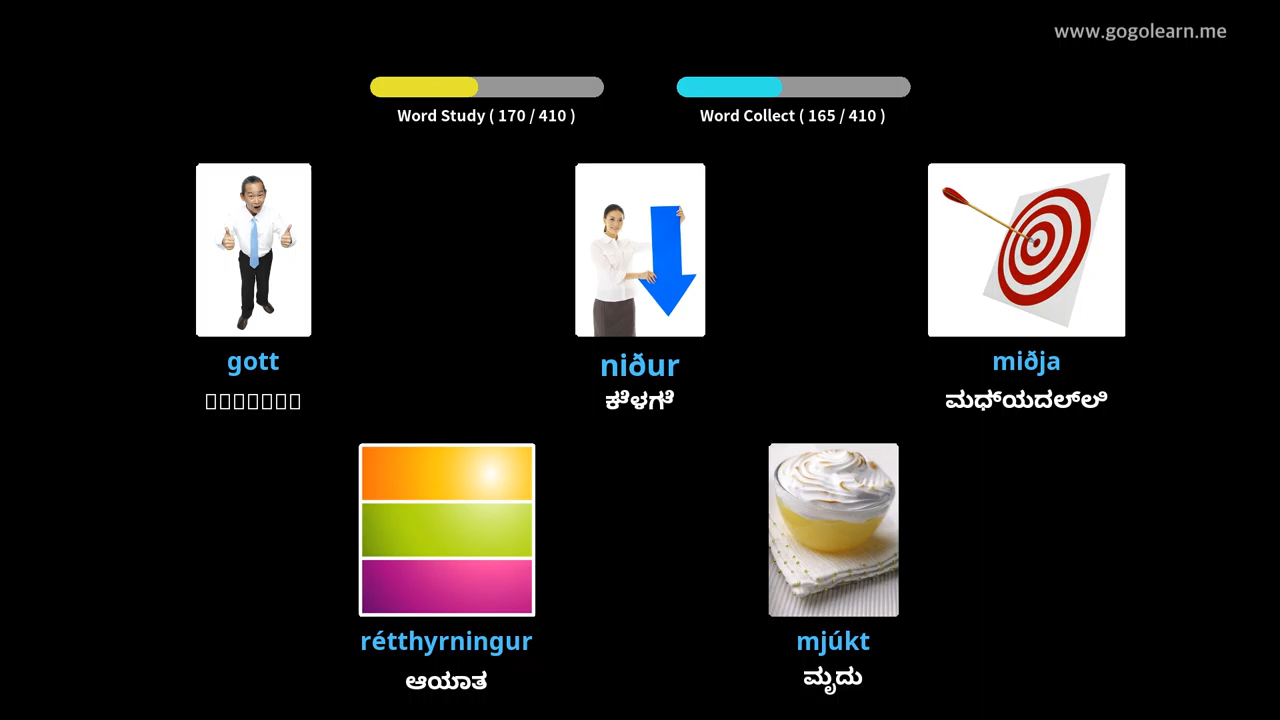 www.gogolearn.me
Word Study ( 170 / 410 )
Word Collect ( 165 / 410 )
gott
niður
miðja
ಕೆಳಗೆ
ಮಧ್ಯದಲ್ಲಿ
rétthyrningur
mjúkt
ಆಯಾತ
ಮೃದು